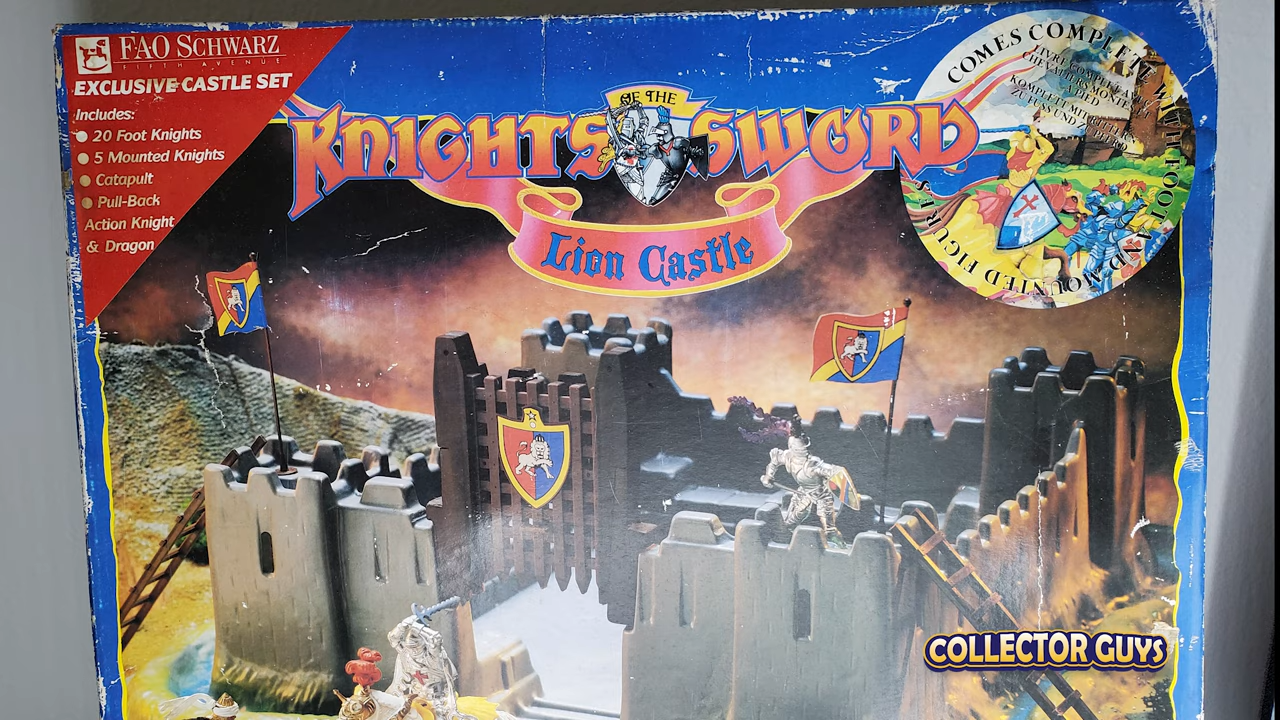 FAO SCHWARZ
FIFTH AVENUE
EXCLUSIVE CASTLE SET
Includes:
20 Foot Knights
5 Mounted Knights
Catapult
Pull-Back
Action Knight
& Dragon
KNIGHTS OF THE SWORD
Lion Castle
COMES COMPLETE WITH FOOT AND MOUNTED FIGURES
COLLECTOR GUYS